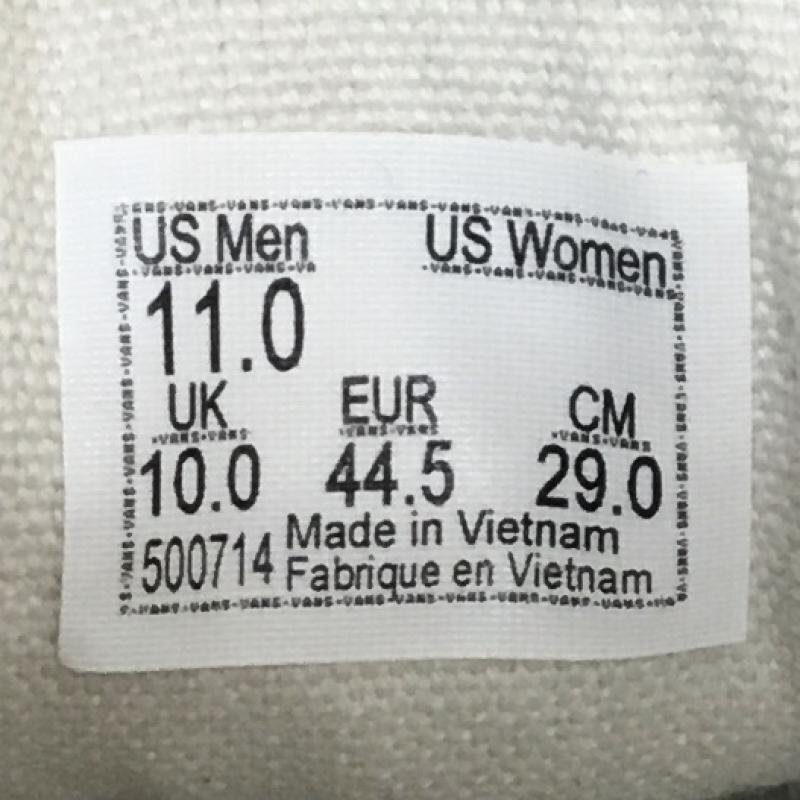 US Men US Women
11.0
UK EUR CM
10.0 44.5 29.0
500714 Made in Vietnam
Fabrique en Vietnam